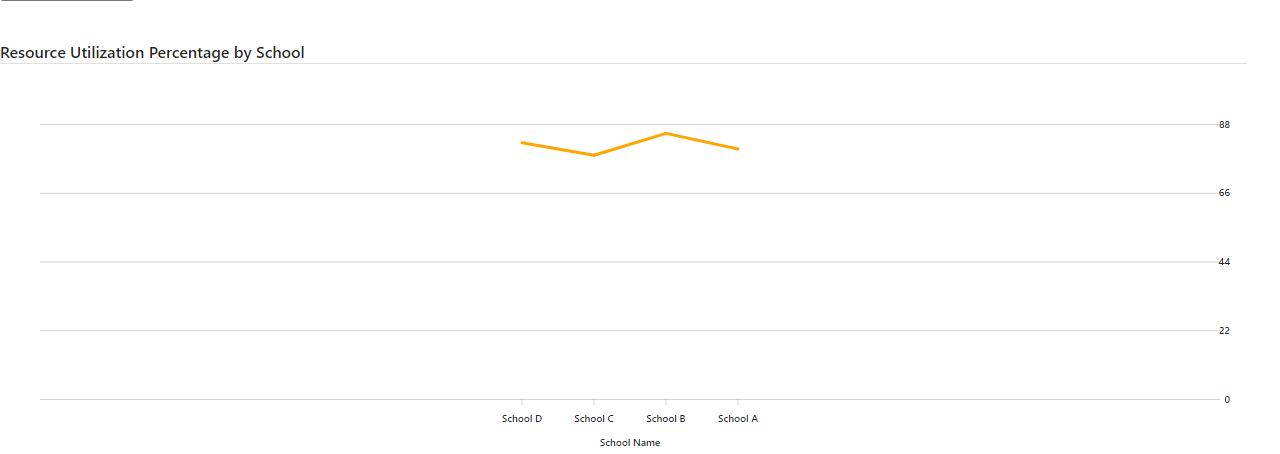 Resource Utilization Percentage by School
88
66
44
22
0
School D School C School B School A
School Name